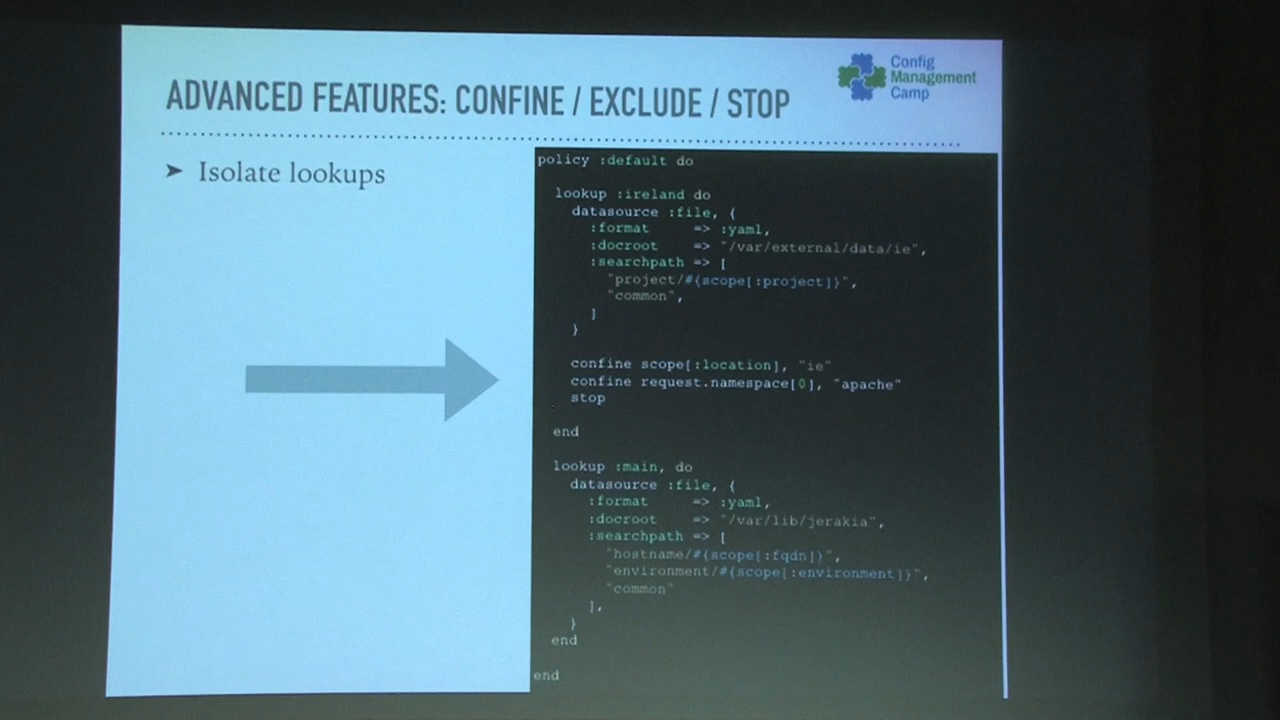 ADVANCED FEATURES: CONFINE / EXCLUDE / STOP
Config
Management
Camp
➤ Isolate lookups
policy :default do
lookup :ireland do
datasource :file, {
:format => :yaml,
:docroot => "/var/external/data/ie",
:searchpath => [
"project/#{scope[:project]}",
"common",
]
}
confine scope[:location], "ie"
confine request.namespace[0], "apache"
stop
end
lookup :main, do
datasource :file, {
:format => :yaml,
:docroot => "/var/lib/jerakia",
:searchpath => [
"hostname/#{scope[:fqdn]}",
"environment/#{scope[:environment]}",
"common"
],
}
end
end